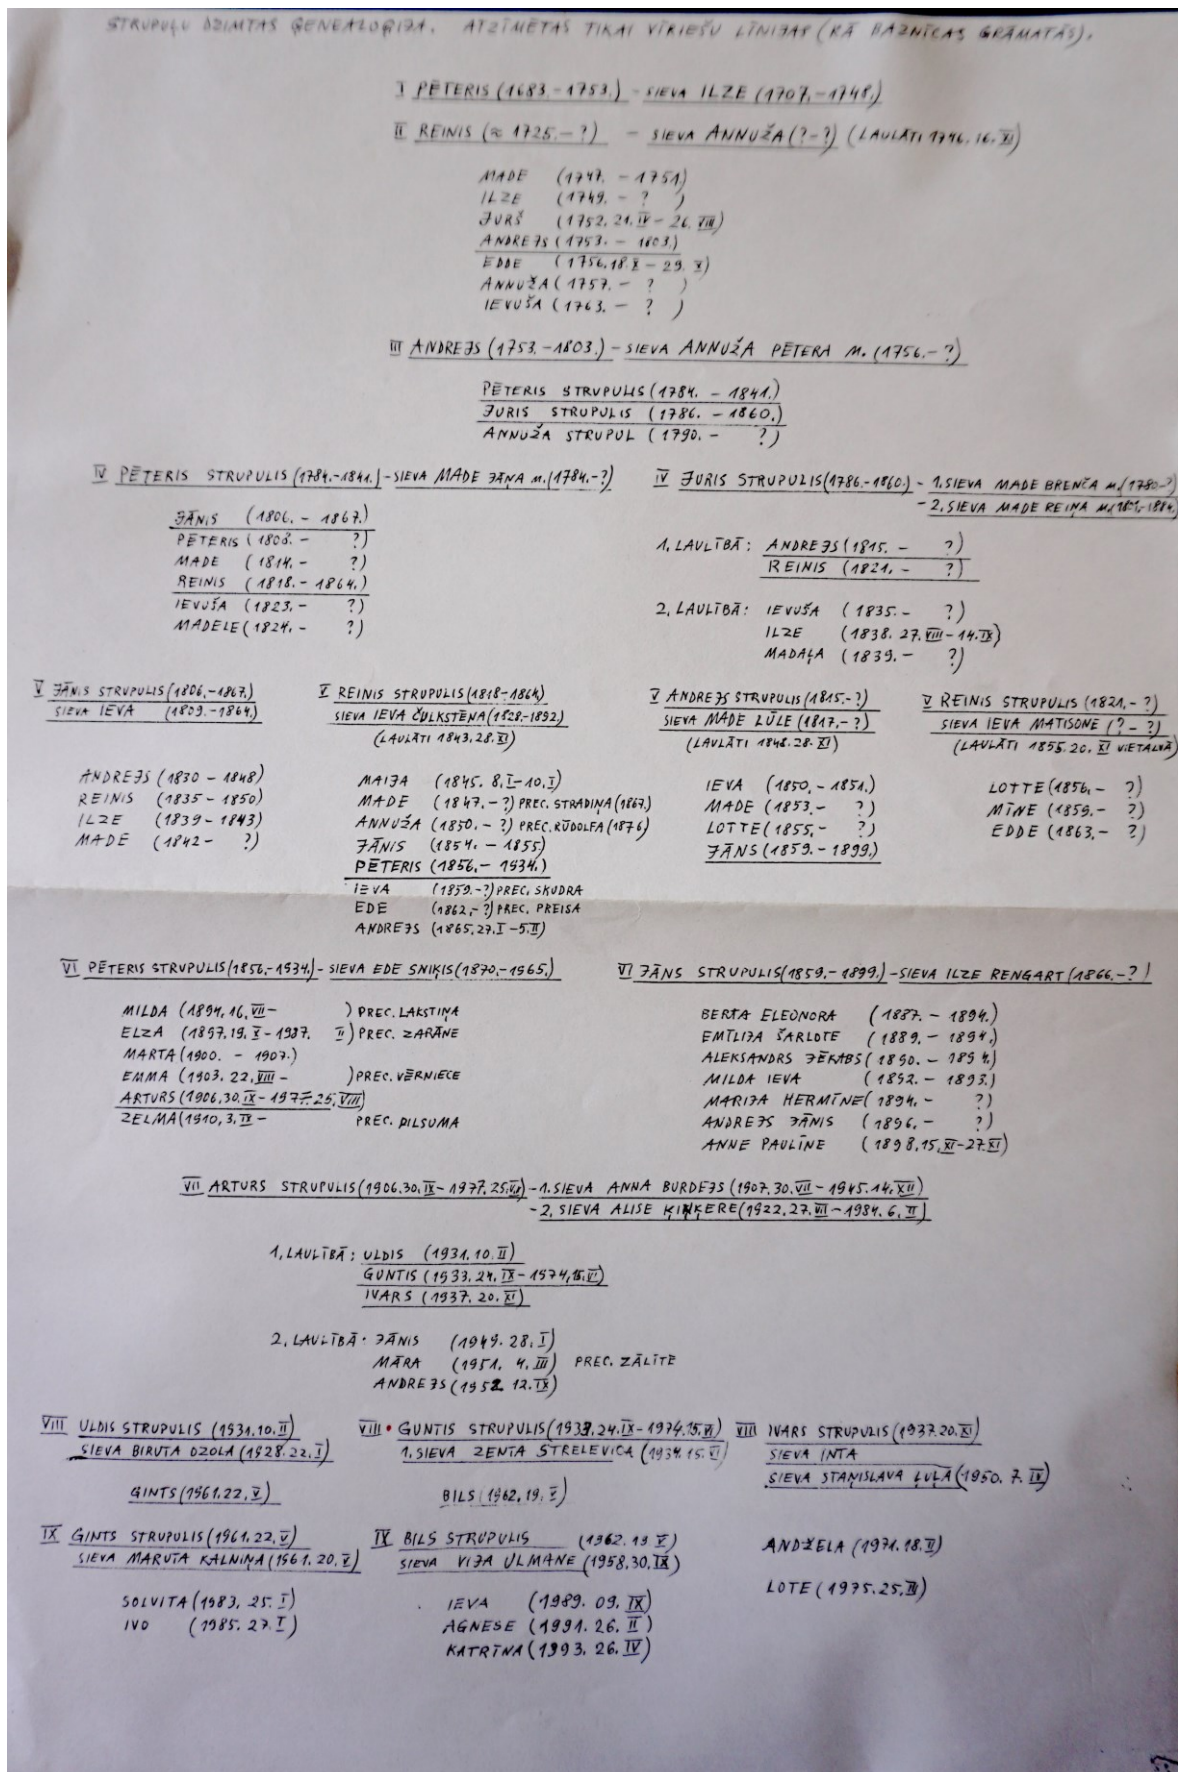 STRUPUĻU DZIMTAS ĢENEALOĢIJA. ATZĪMĒTAS TIKAI VĪRIEŠU LĪNIJAS (KĀ BAZNĪCAS GRĀMATĀS).
I PĒTERIS (1683.-1753.) - SIEVA ILZE (1707.-1748.)
II REINIS (≈ 1725.-?) - SIEVA ANNUŽA (?-?) (LAULĀTI 1746. 16. XI)
MADE (1747. - 1751)
ILZE (1749. - ? )
JURŠ (1752. 21. IV - 26. VIII)
ANDREJS (1753. - 1803.)
EDDE (1756.18.X - 29. X)
ANNUŽA (1757. - ? )
IEVUŠA (1763. - ? )
III ANDREJS (1753.-1803.) - SIEVA ANNUŽA PĒTERA M. (1756.-?)
PĒTERIS STRUPULIS (1784. - 1841.)
JURIS STRUPULIS (1786. - 1860.)
ANNUŽA STRUPUL (1790. - ?)
IV PĒTERIS STRUPULIS (1784.-1841.) - SIEVA MADE JĀŅA M. (1784.-?)
JĀNIS (1806. - 1867.)
PĒTERIS (1808. - ?)
MADE (1814. - ?)
REINIS (1818. - 1864.)
IEVUŠA (1823. - ?)
MADELE (1824. - ?)
IV JURIS STRUPULIS (1786.-1860.) - 1. SIEVA MADE BRENČA M. (1780-?)
- 2. SIEVA MADE REIŅA M. (1801.-1884.
1. LAULĪBĀ: ANDREJS (1815. - ?)
REINIS (1821. - ?)
2. LAULĪBĀ: IEVUŠA (1835. - ?)
ILZE (1838. 27. VIII - 14. IX)
MADAĻA (1839. - ?)
V JĀNIS STRUPULIS (1806.-1867.)
SIEVA IEVA (1809.-1864.)
ANDREJS (1830 - 1848)
REINIS (1835 - 1850)
ILZE (1839 - 1843)
MADE (1842 - ?)
V REINIS STRUPULIS (1818-1864)
SIEVA IEVA ČULKSTENA (1828-1892)
(LAULĀTI 1843.28. XI)
MAIJA (1845. 8.I-10.I)
MADE (1847. - ?) PREC. STRADIŅA (1867.)
ANNUŽA (1850. - ?) PREC. RŪDOLFA (1876)
JĀNIS (1854. - 1855)
PĒTERIS (1856. - 1934.)
IEVA (1859.-?) PREC. SKUDRA
EDE (1862.-?) PREC. PREISA
ANDREJS (1865.27.I - 5.II)
V ANDREJS STRUPULIS (1815.-?)
SIEVA MADE LŪLE (1817.-?)
(LAULĀTI 1848. 28. XI)
IEVA (1850. - 1851.)
MADE (1853. - ?)
LOTTE (1855. - ?)
JĀNS (1859. - 1899.)
V REINIS STRUPULIS (1821. - ?)
SIEVA IEVA MATISONE (? - ?)
(LAULĀTI 1855. 20. XI VIETALVĀ)
LOTTE (1856. - ?)
MĪNE (1859. - ?)
EDDE (1863. - ?)
VI PĒTERIS STRUPULIS (1856.-1934.) - SIEVA EDE SNIĶIS (1870.-1965.)
MILDA (1894. 16. VII - ) PREC. LAKSTIŅA
ELZA (1897. 19. X - 1987. II) PREC. ZARĀNE
MARTA (1900. - 1907.)
EMMA (1903. 22. VIII - ) PREC. VĒRNIECE
ARTURS (1906.30.IX - 1977. 25. VIII)
ZELMA (1910. 3. IX - PREC. DILSUMA
VI JĀNS STRUPULIS (1859.-1899.) - SIEVA ILZE RENGART (1866.-?)
BERTA ELEONORA (1887. - 1894.)
EMĪLIJA ŠARLOTE (1889. - 1894.)
ALEKSANDRS JĒKABS (1890. - 1894.)
MILDA IEVA (1892. - 1893.)
MARIJA HERMĪNE (1894. - ?)
ANDREJS JĀNIS (1896. - ?)
ANNE PAULĪNE (1898.15. XI - 27. XI)
VII ARTURS STRUPULIS (1906.30.IX - 1977. 25. VIII) - 1. SIEVA ANNA BURDEJS (1907. 30. VII - 1945. 14. XII)
- 2. SIEVA ALISE ĶIŅĶERE (1922. 27. VII - 1984. 6. II)
1. LAULĪBĀ: ULDIS (1931. 10. II)
GUNTIS (1933. 24. IX - 1974. 15. VI)
IVARS (1937. 20. XI)
2. LAULĪBĀ: JĀNIS (1949. 28. I)
MĀRA (1951. 4. III) PREC. ZĀLĪTE
ANDREJS (1952 12. IX)
VIII ULDIS STRUPULIS (1931. 10. II)
SIEVA BIRUTA OZOLA (1928. 22. I)
GINTS (1961. 22. V)
VIII GUNTIS STRUPULIS (1933. 24. IX - 1974. 15. VI)
1. SIEVA ZENTA STRELEVICA (1934. 15. VI)
BILS (1962. 19. V)
VIII IVARS STRUPULIS (1937. 20. XI)
SIEVA INTA
SIEVA STAŅISLAVA ĻUĻA (1950. 7. IV)
ANDŽELA (1971. 18. II)
LOTE (1975. 25. III)
IX GINTS STRUPULIS (1961. 22. V)
SIEVA MARUTA KALNIŅA (1961. 20. V)
SOLVITA (1983. 25. I)
IVO (1985. 27. I)
IX BILS STRUPULIS (1962. 19 V)
SIEVA VIJA ULMANE (1958. 30. IX)
IEVA (1989. 09. IX)
AGNESE (1991. 26. II)
KATRĪNA (1993. 26. IV)